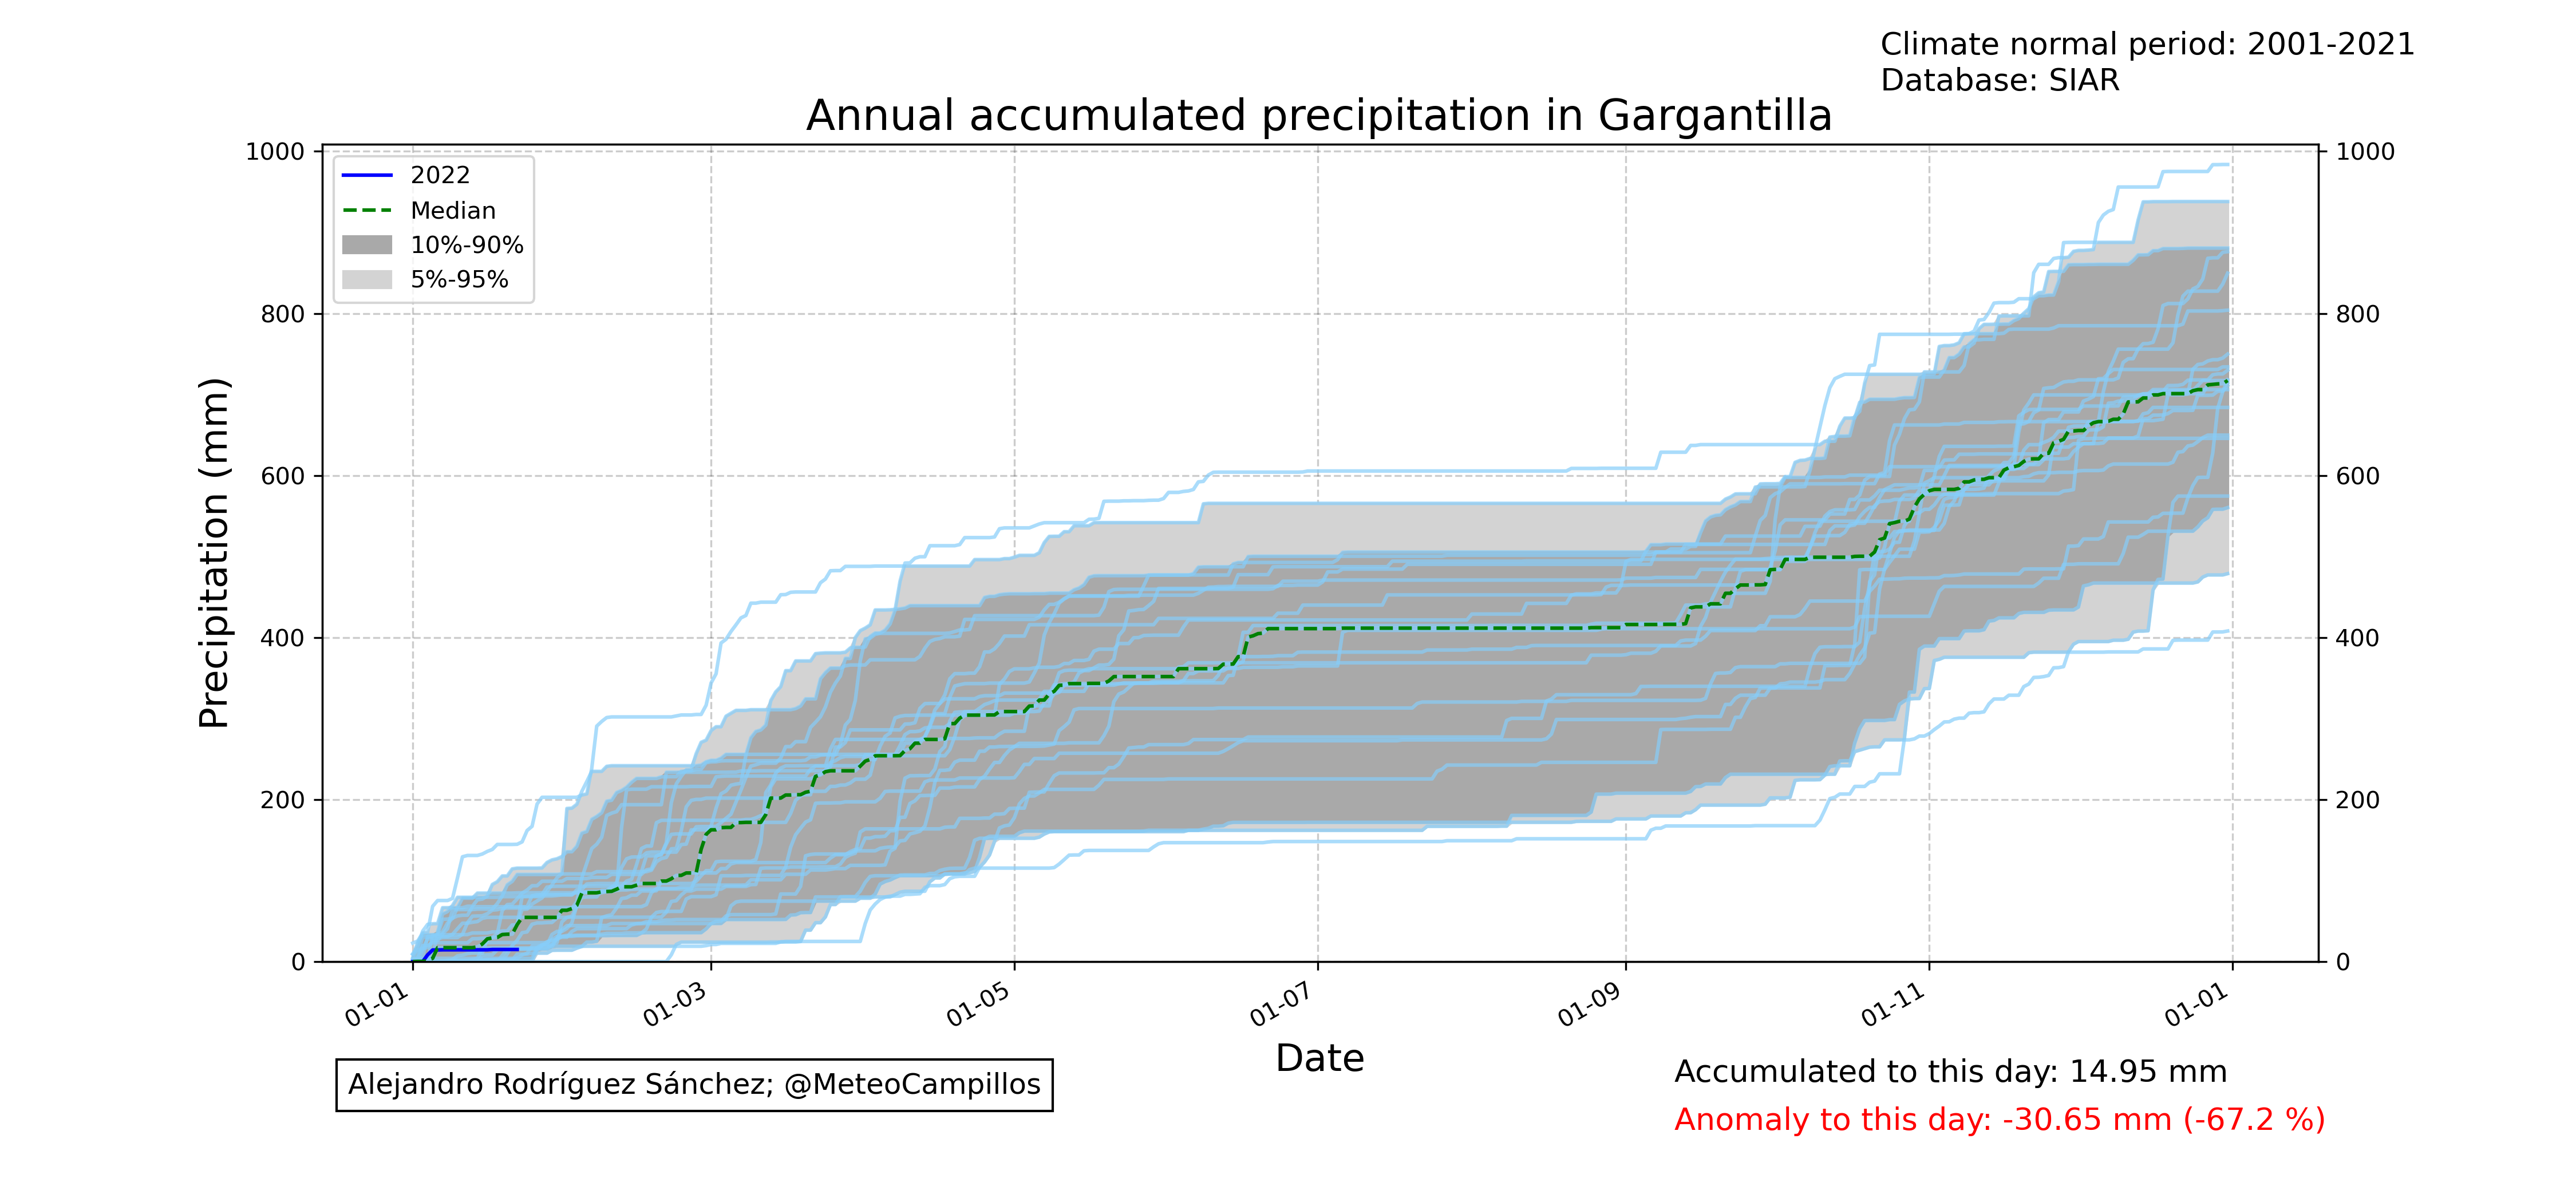 Climate normal period: 2001-2021
Database: SIAR
Annual accumulated precipitation in Gargantilla
2022
Median
10%-90%
5%-95%
Precipitation (mm)
1000
800
600
400
200
0
1000
800
600
400
200
0
01-01
01-03
01-05
01-07
01-09
01-11
01-01
Date
Alejandro Rodríguez Sánchez; @MeteoCampillos
Accumulated to this day: 14.95 mm
Anomaly to this day: -30.65 mm (-67.2 %)